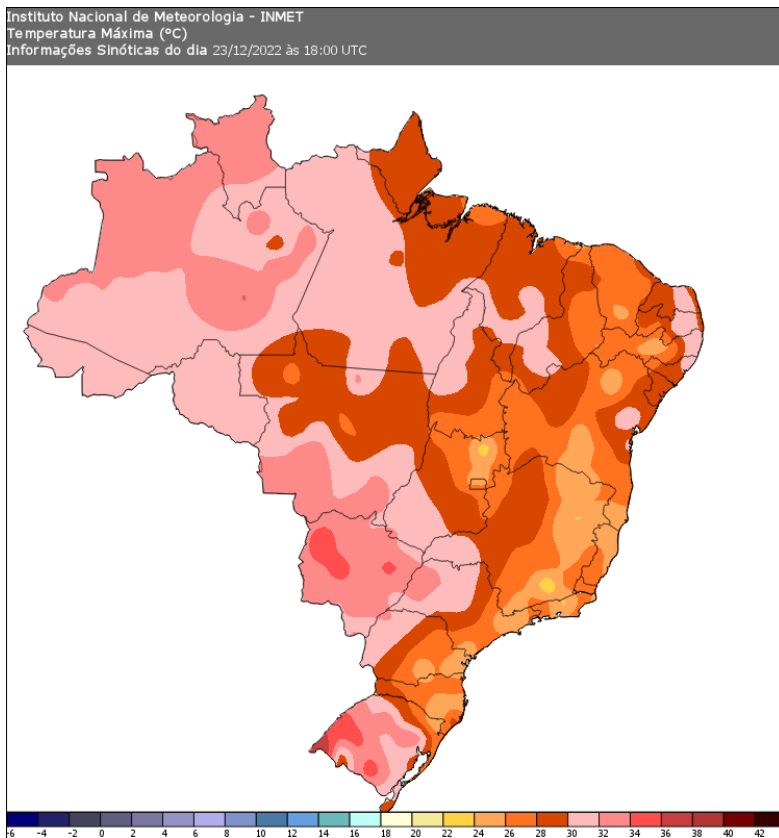 Instituto Nacional de Meteorologia - INMET
Temperatura Máxima (°C)
Informações Sinóticas do dia 23/12/2022 às 18:00 UTC
-6 -4 -2 0 2 4 6 8 10 12 14 16 18 20 22 24 26 28 30 32 34 36 38 40 42